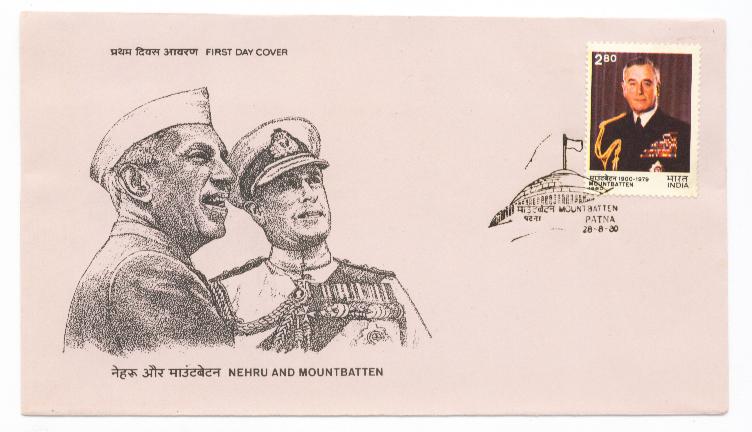 प्रथम दिवस आवरण FIRST DAY COVER
2 80
माउंटबेटन 1900-1979
MOUNTBATTEN
1980
भारत
INDIA
माउंटबेटन MOUNTBATTEN
पटना PATNA
28-8-80
नेहरू और माउंटबेटन NEHRU AND MOUNTBATTEN